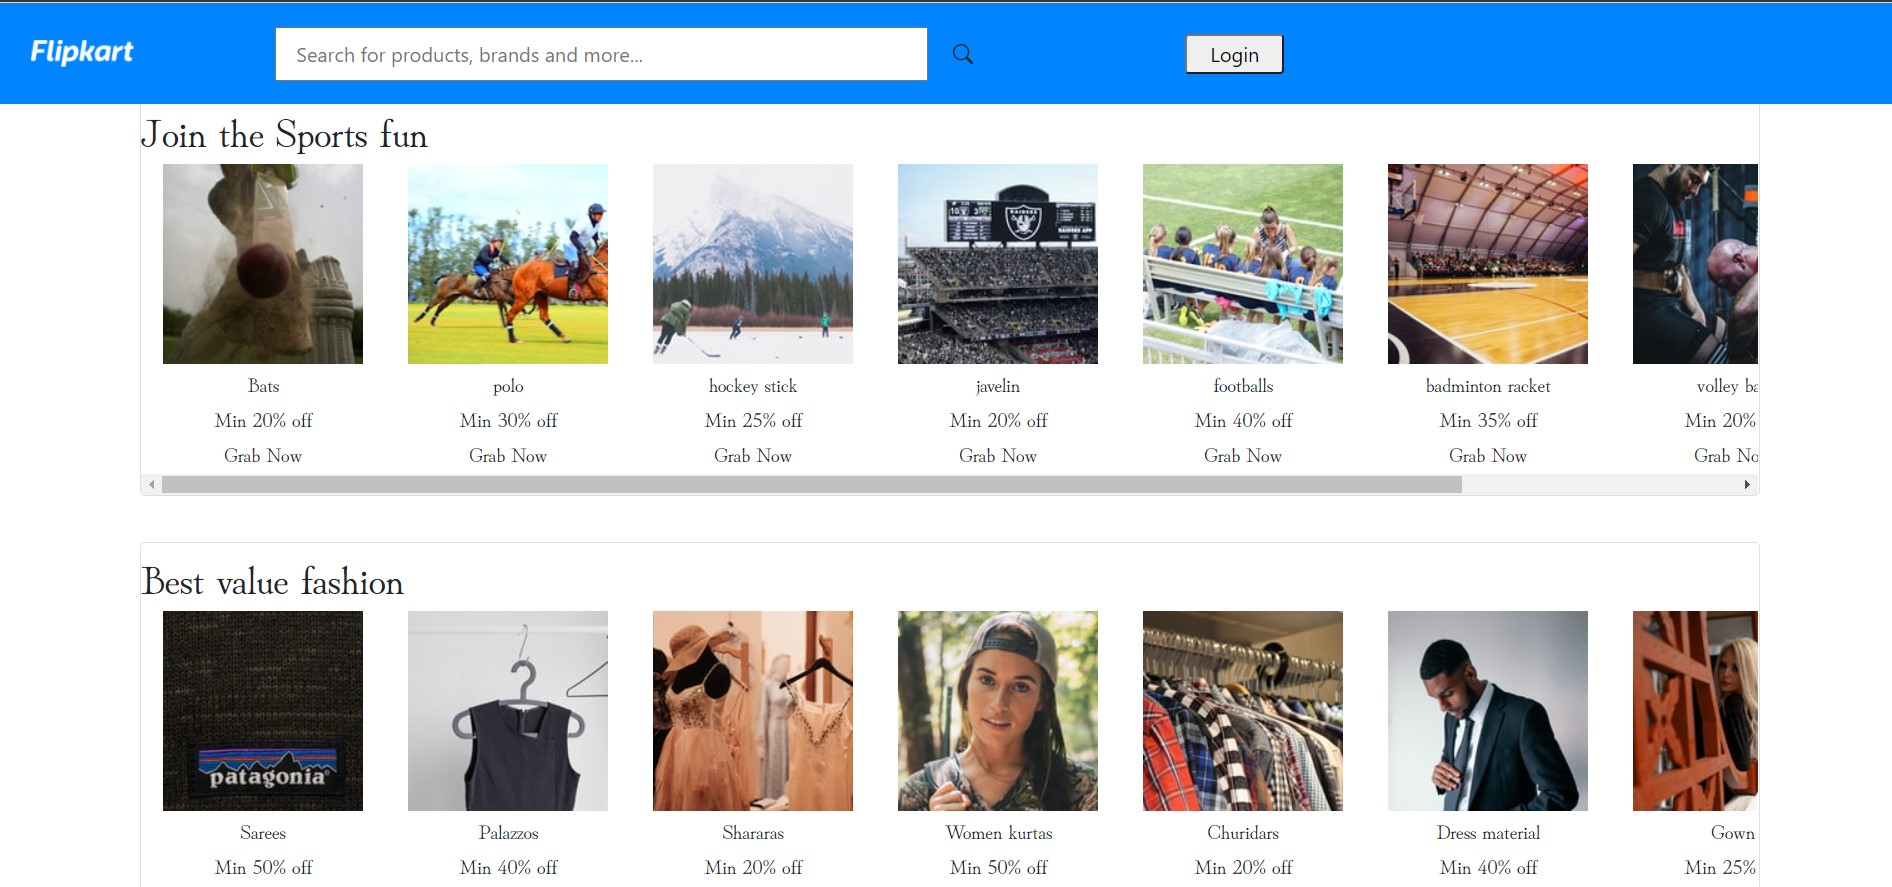 Flipkart
Search for products, brands and more...
Login
Join the Sports fun
RAIDERS
Bats
polo
hockey stick
javelin
footballs
badminton racket
volley ba
Min 20% off
Min 30% off
Min 25% off
Min 20% off
Min 40% off
Min 35% off
Min 20%
Grab Now
Grab Now
Grab Now
Grab Now
Grab Now
Grab Now
Grab No
Best value fashion
patagonia®
Sarees
Palazzos
Shararas
Women kurtas
Churidars
Dress material
Gown
Min 50% off
Min 40% off
Min 20% off
Min 50% off
Min 20% off
Min 40% off
Min 25%